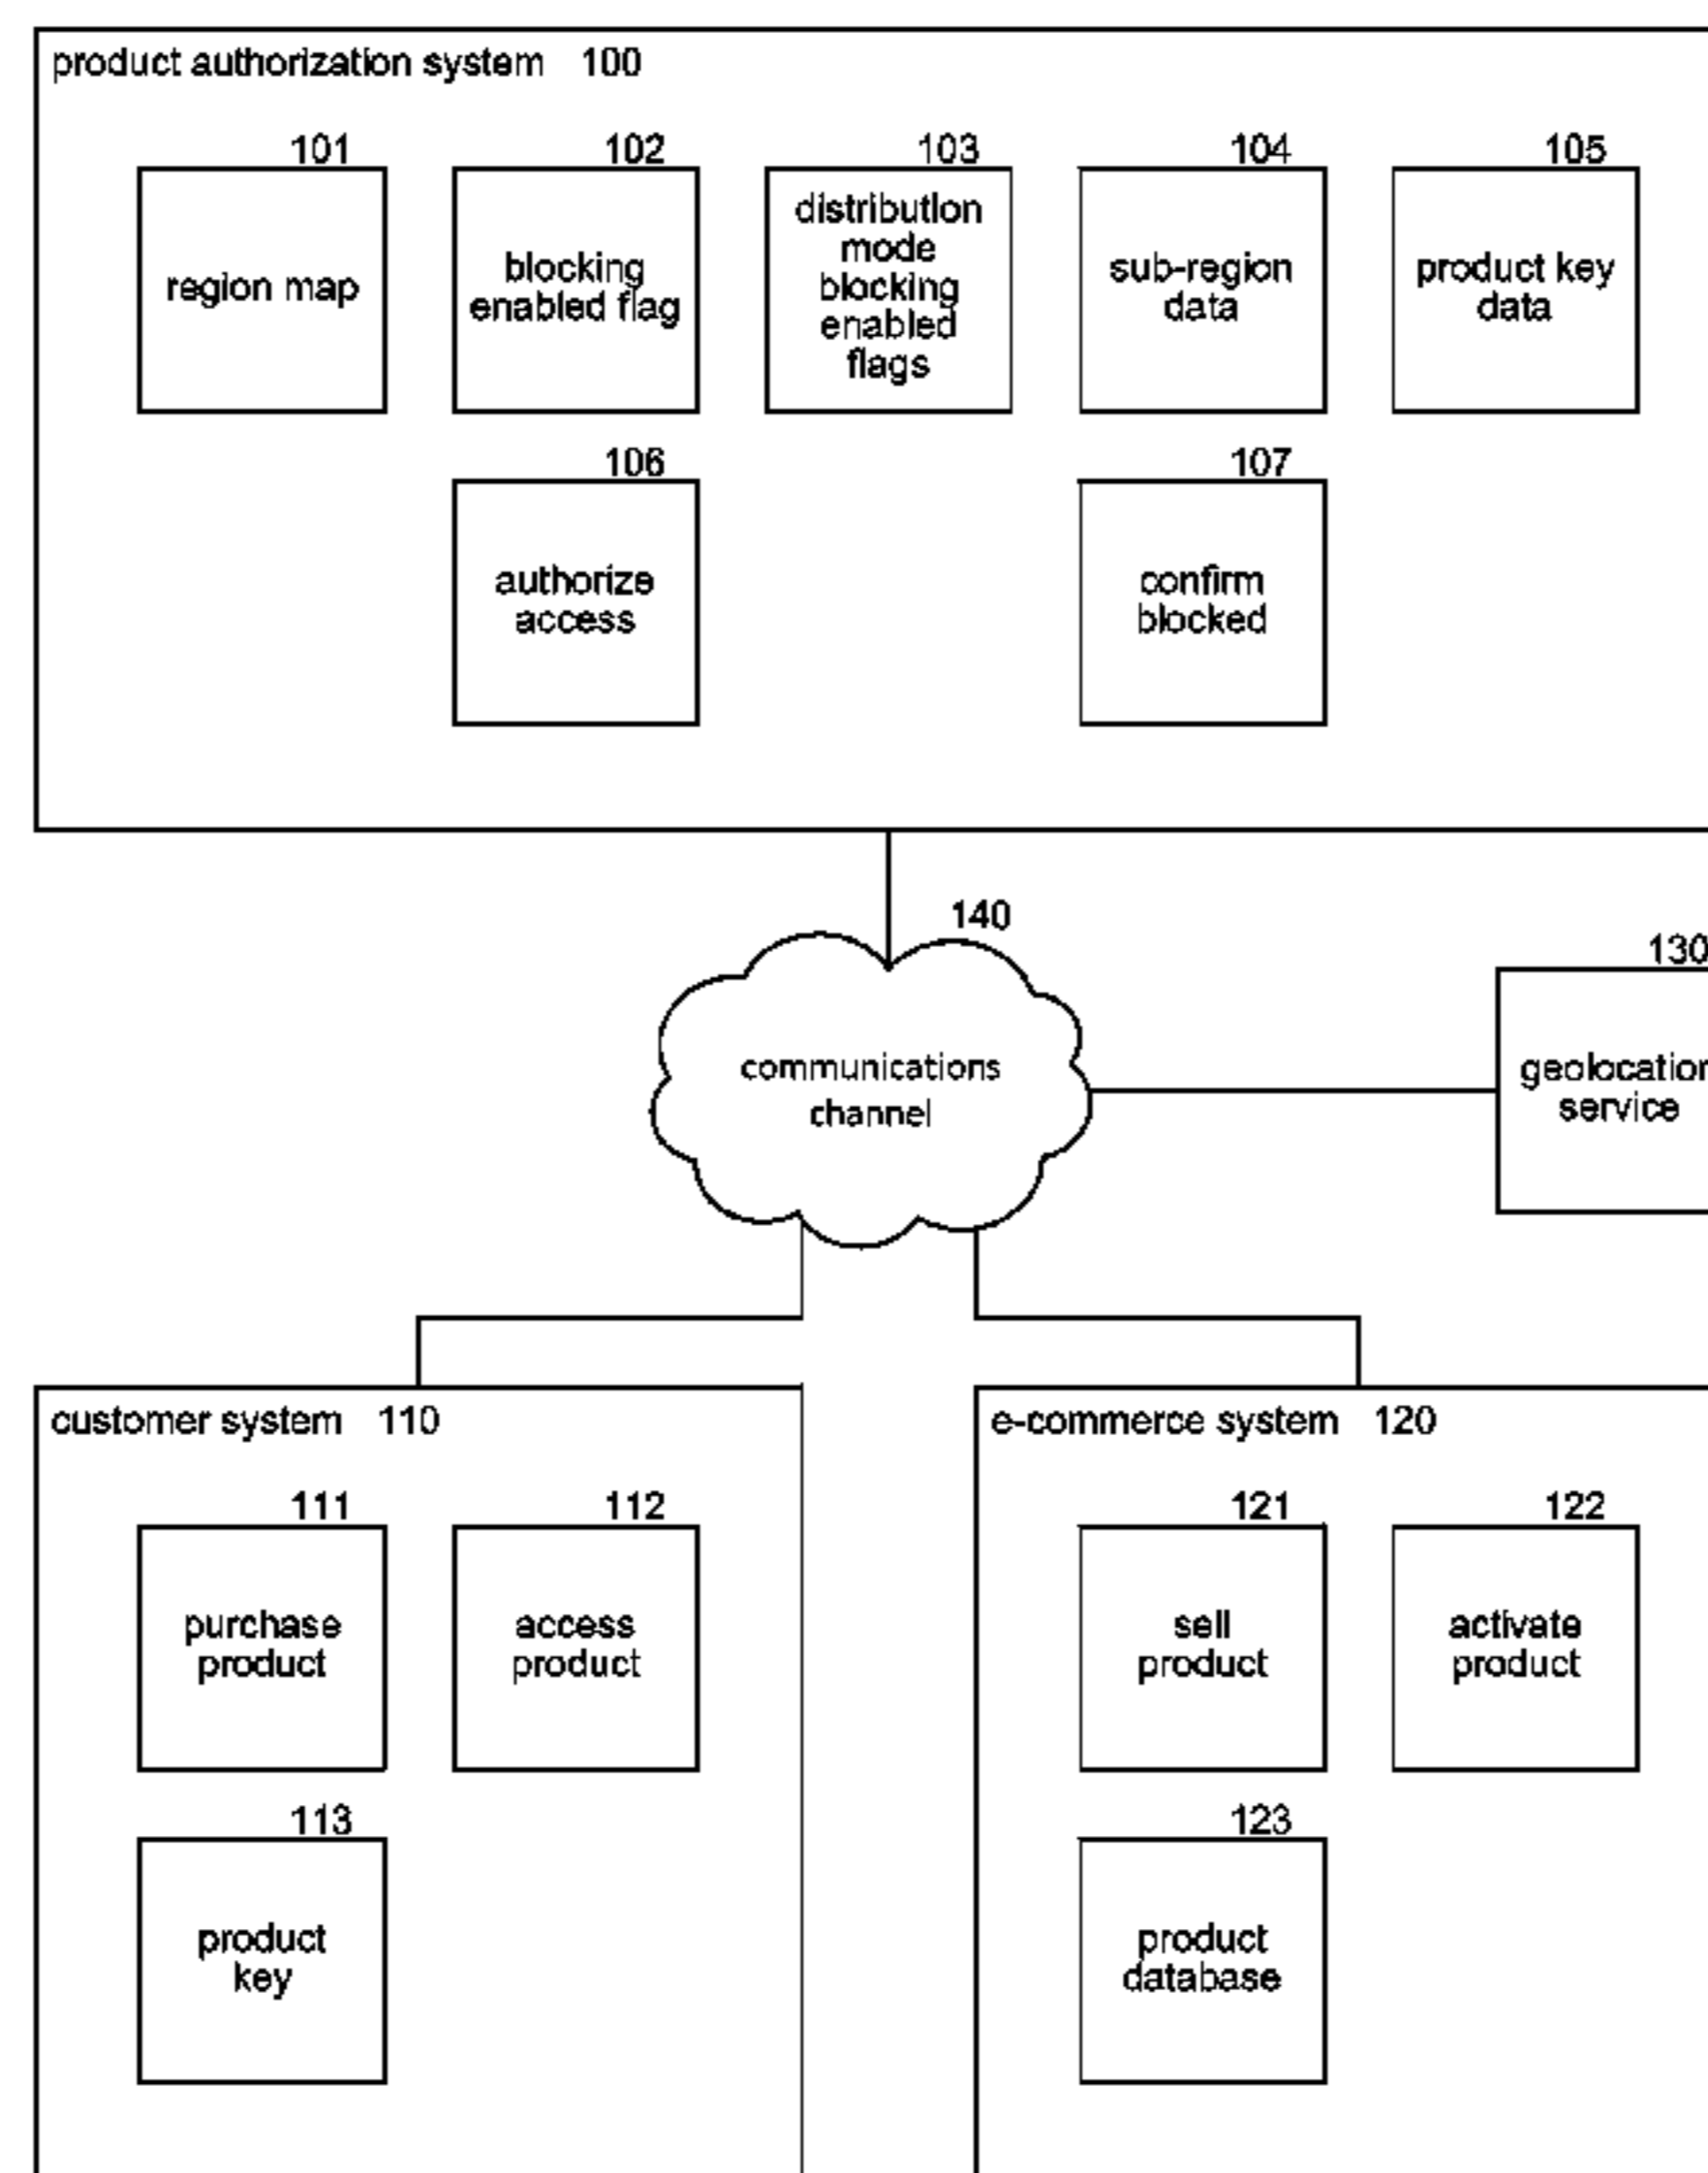 product authorization system 100
101
102
103
104
105
region map
blocking
enabled flag
distribution
mode
blocking
enabled
flags
sub-region
data
product key
data
106
107
authorize
access
confirm
blocked
140
130
communications
channel
geolocation
service
customer system 110
e-commerce system 120
111
112
121
122
purchase
product
access
product
sell
product
activate
product
113
123
product
key
product
database